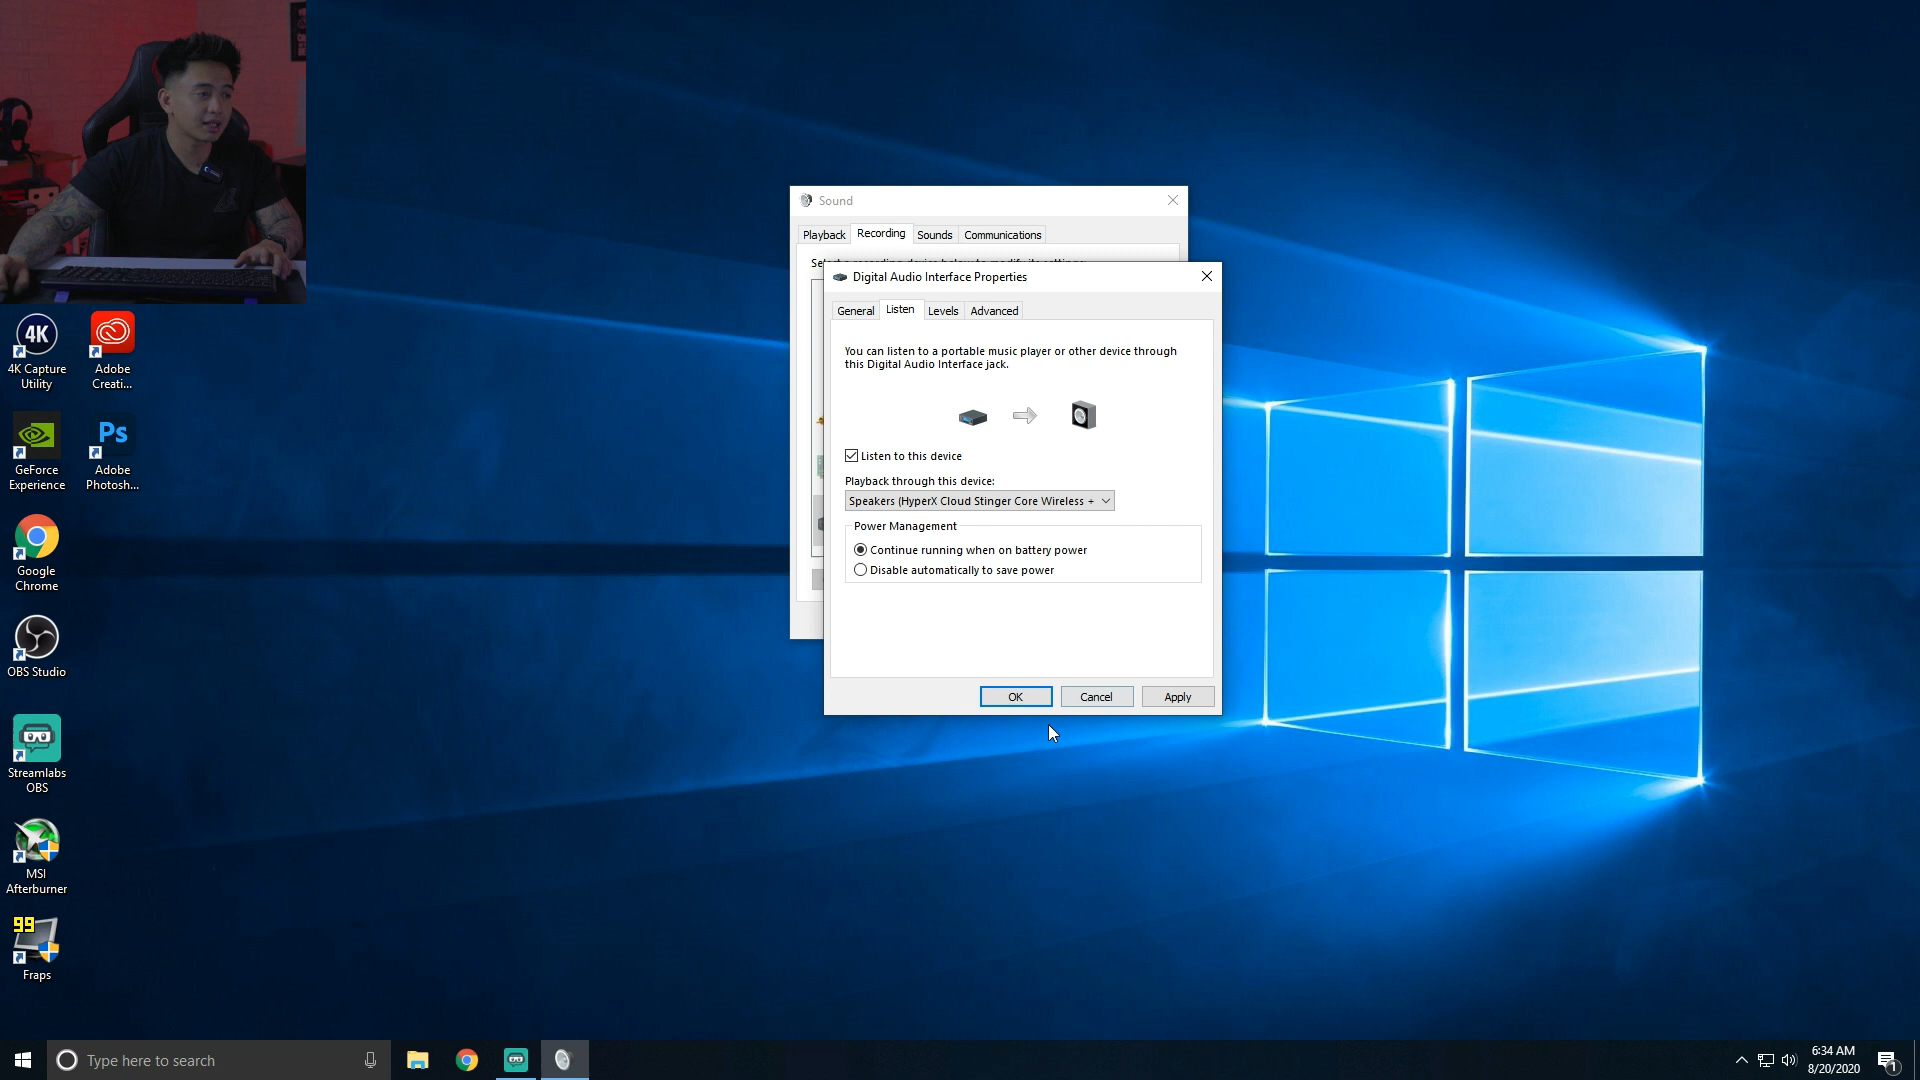 Sound
Playback
Recording
Sounds
Communications
Digital Audio Interface Properties
General
Listen
Levels
Advanced
You can listen to a portable music player or other device through
this Digital Audio Interface jack.
Listen to this device
Playback through this device:
Speakers (HyperX Cloud Stinger Core Wireless +
Power Management
Continue running when on battery power
Disable automatically to save power
OK
Cancel
Apply
4K
4K Capture
Utility
Adobe
Creati...
GeForce
Experience
Ps
Adobe
Photosh...
Google
Chrome
OBS Studio
Streamlabs
OBS
MSI
Afterburner
99
Fraps
Type here to search
6:34 AM
8/20/2020
1